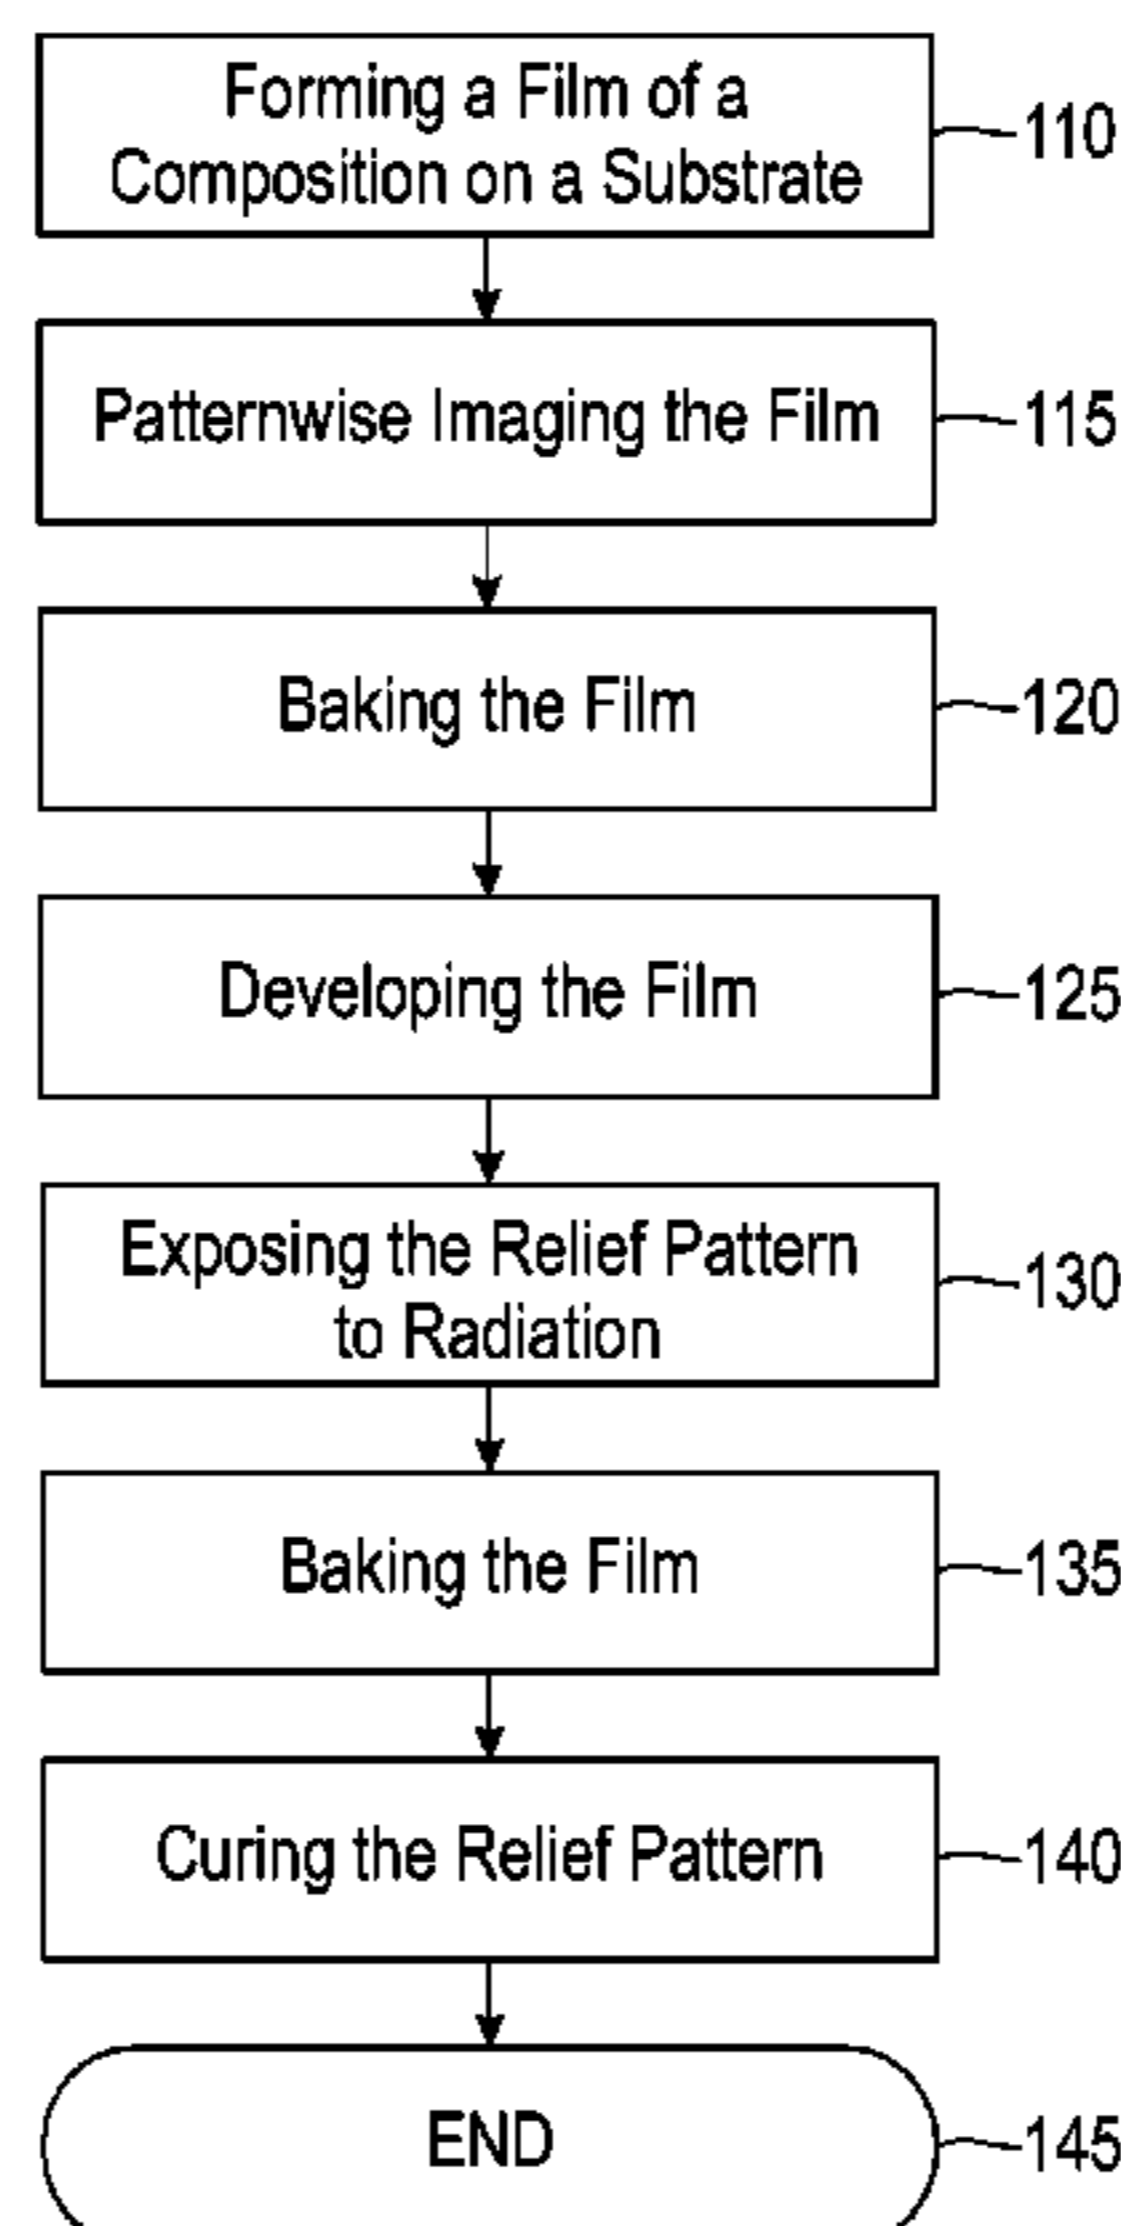 Forming a Film of a
Composition on a Substrate
110
Patternwise Imaging the Film
115
Baking the Film
120
Developing the Film
125
Exposing the Relief Pattern
to Radiation
130
Baking the Film
135
Curing the Relief Pattern
140
END
145